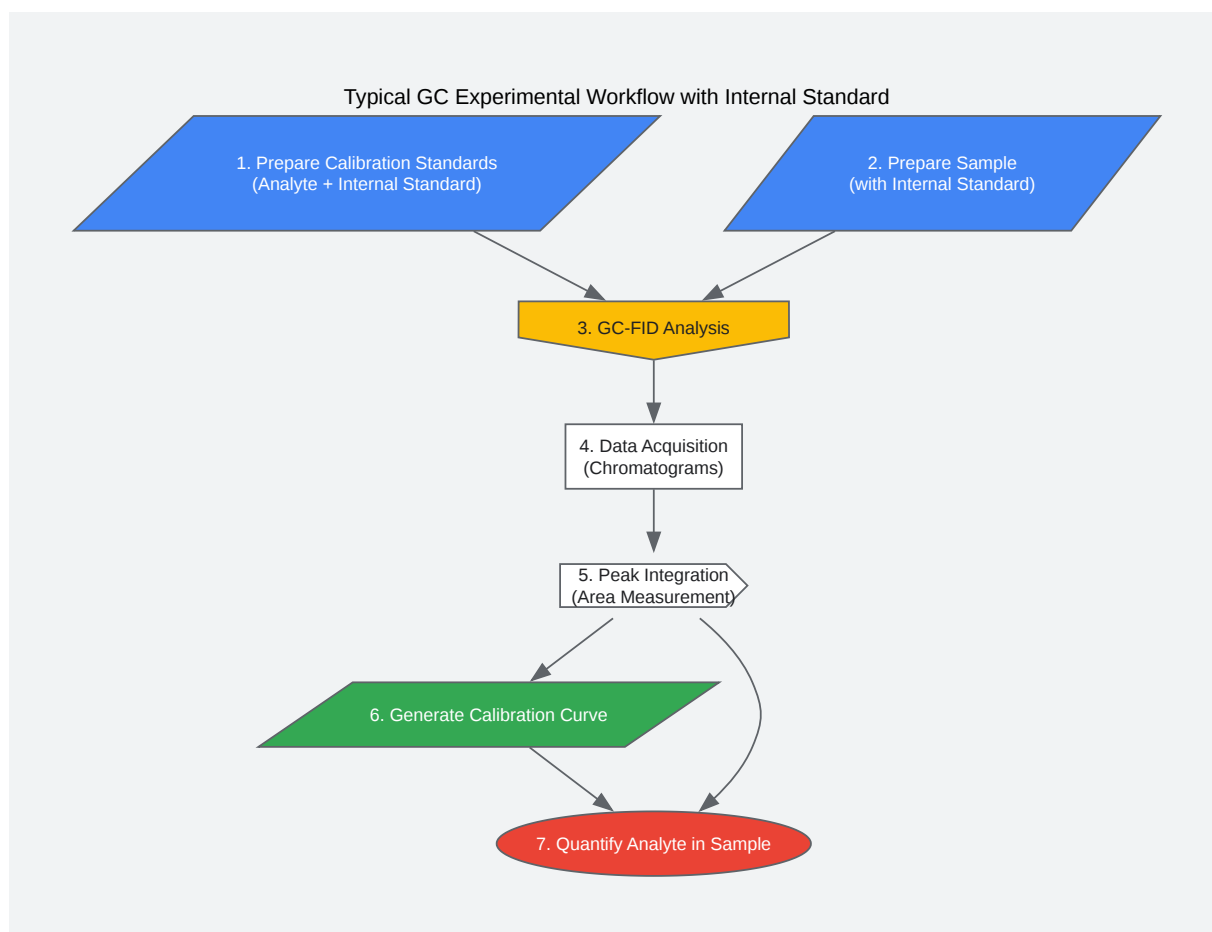 Typical GC Experimental Workflow with Internal Standard
1. Prepare Calibration Standards
(Analyte + Internal Standard)
2. Prepare Sample
(with Internal Standard)
3. GC-FID Analysis
4. Data Acquisition
(Chromatograms)
5. Peak Integration
(Area Measurement)
6. Generate Calibration Curve
7. Quantify Analyte in Sample